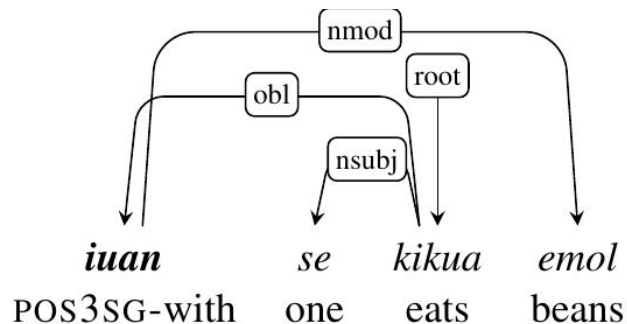 nmod
root
obl
nsubj
iuan se kikua emol
POS3SG-with one eats beans